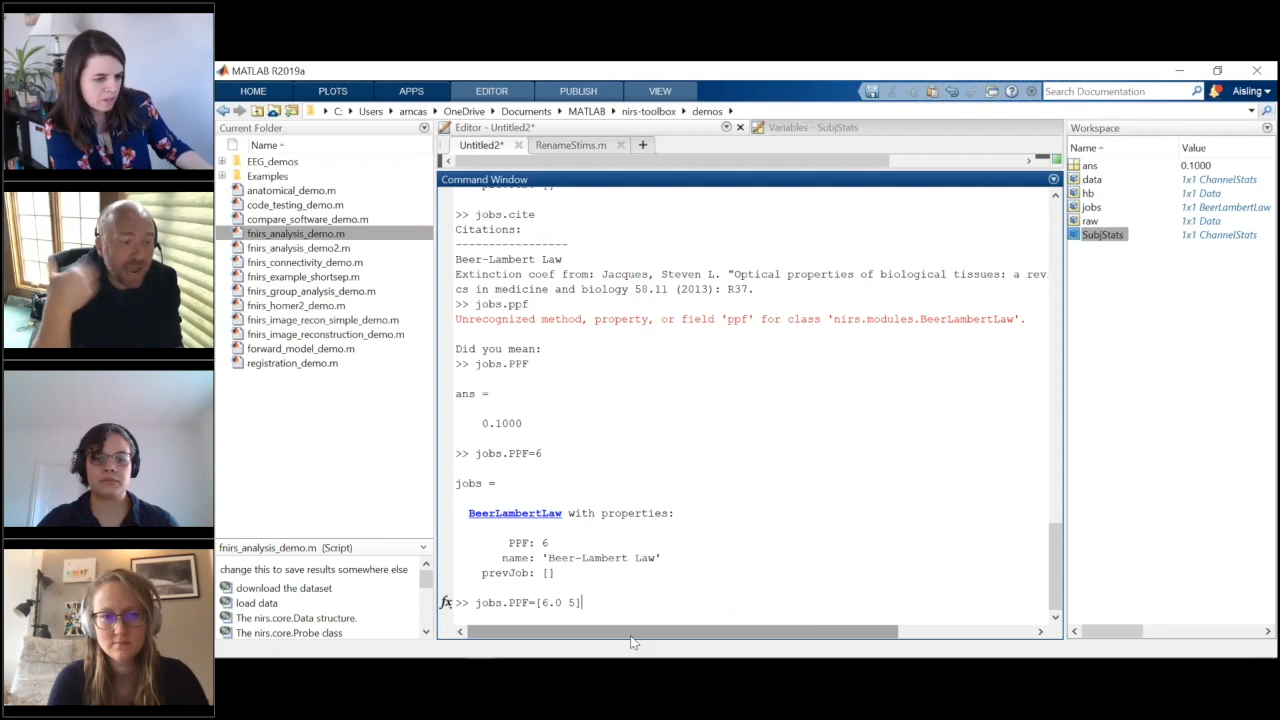 MATLAB R2019a
HOME PLOTS APPS EDITOR PUBLISH VIEW Search Documentation Aisling
C: Users amcas OneDrive Documents MATLAB nirs-toolbox demos
Current Folder
Name
EEG_demos
Examples
anatomical_demo.m
code_testing_demo.m
compare_software_demo.m
fnirs_analysis_demo.m
fnirs_analysis_demo2.m
fnirs_connectivity_demo.m
fnirs_example_shortsep.m
fnirs_group_analysis_demo.m
fnirs_homer2_demo.m
fnirs_image_recon_simple_demo.m
fnirs_image_reconstruction_demo.m
forward_model_demo.m
registration_demo.m
fnirs_analysis_demo.m (Script)
change this to save results somewhere else
download the dataset
load data
The nirs.core.Data structure.
The nirs.core.Probe class
Editor - Untitled2*
Variables - SubjStats
Untitled2*
RenameStims.m
Command Window
>> jobs.cite
Citations:
-----------------
Beer-Lambert Law
Extinction coef from: Jacques, Steven L. "Optical properties of biological tissues: a rev
cs in medicine and biology 58.11 (2013): R37.
>> jobs.ppf
Unrecognized method, property, or field 'ppf' for class 'nirs.modules.BeerLambertLaw'.
Did you mean:
>> jobs.PPF
ans =
0.1000
>> jobs.PPF=6
jobs =
BeerLambertLaw with properties:
PPF: 6
name: 'Beer-Lambert Law'
prevJob: []
fx >> jobs.PPF=[6.0 5]
Workspace
Name Value
ans 0.1000
data 1x1 ChannelStats
hb 1x1 Data
jobs 1x1 BeerLambertLaw
raw 1x1 Data
SubjStats 1x1 ChannelStats